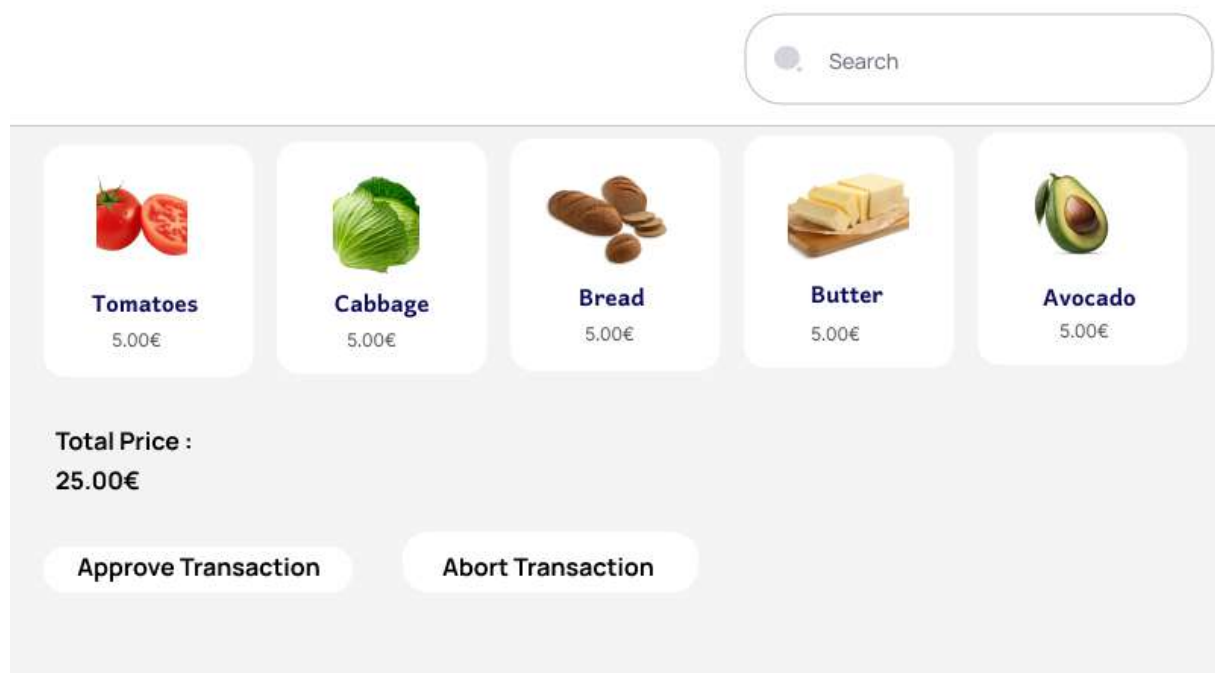 Search
Tomatoes
5.00€
Cabbage
5.00€
Bread
5.00€
Butter
5.00€
Avocado
5.00€
Total Price :
25.00€
Approve Transaction
Abort Transaction